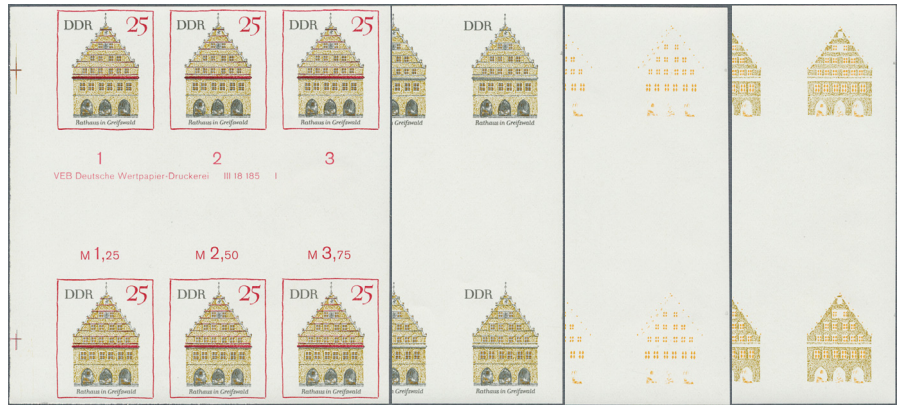 DDR 25 DDR 25 DDR 25 DDR
Rathaus in Greifswald Rathaus in Greifswald Rathaus in Greifswald Rathaus in Greifswald
1 2 3
VEB Deutsche Wertpapier-Druckerei III 18 185 I
M 1,25 M 2,50 M 3,75
DDR 25 DDR 25 DDR 25 DDR
Rathaus in Greifswald Rathaus in Greifswald Rathaus in Greifswald Rathaus in Greifswald